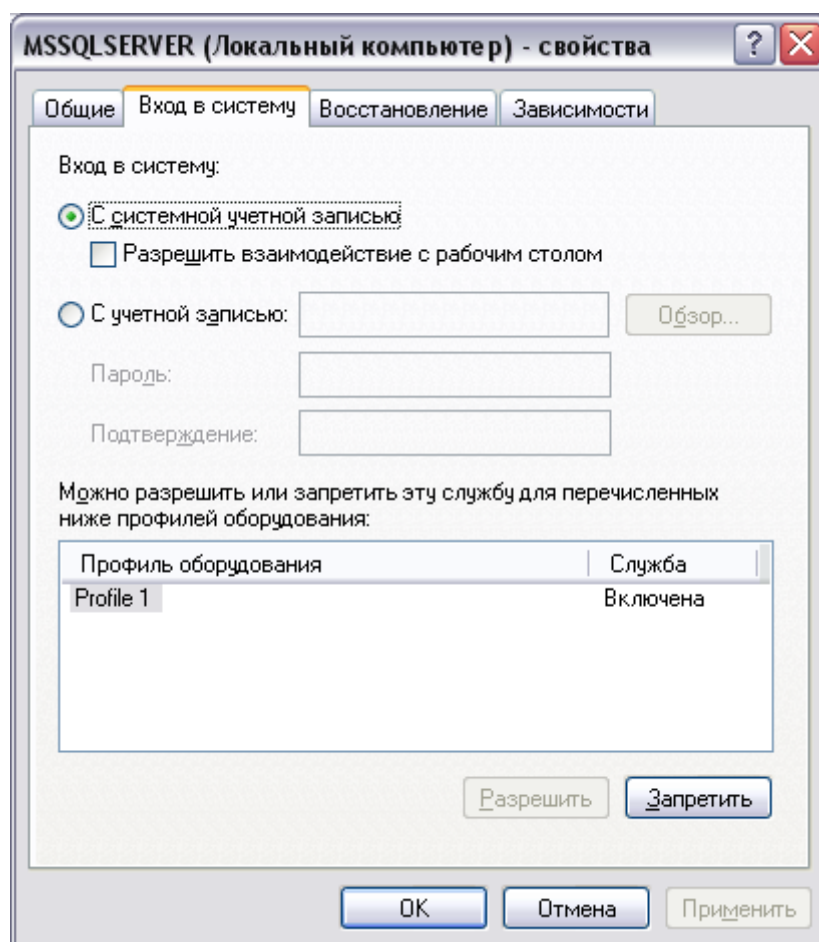 MSSQLSERVER (Локальный компьютер) - свойства
Общие Вход в систему Восстановление Зависимости
Вход в систему:
С системной учетной записью
Разрешить взаимодействие с рабочим столом
С учетной записью: Обзор...
Пароль:
Подтверждение:
Можно разрешить или запретить эту службу для перечисленных
ниже профилей оборудования:
Профиль оборудования Служба
Profile 1 Включена
Разрешить Запретить
OK Отмена Применить